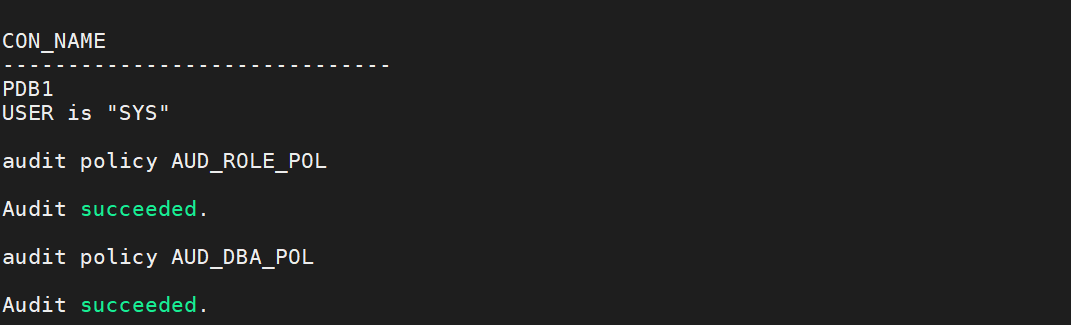 CON_NAME
------------------------------
PDB1
USER is "SYS"
audit policy AUD_ROLE_POL
Audit succeeded.
audit policy AUD_DBA_POL
Audit succeeded.